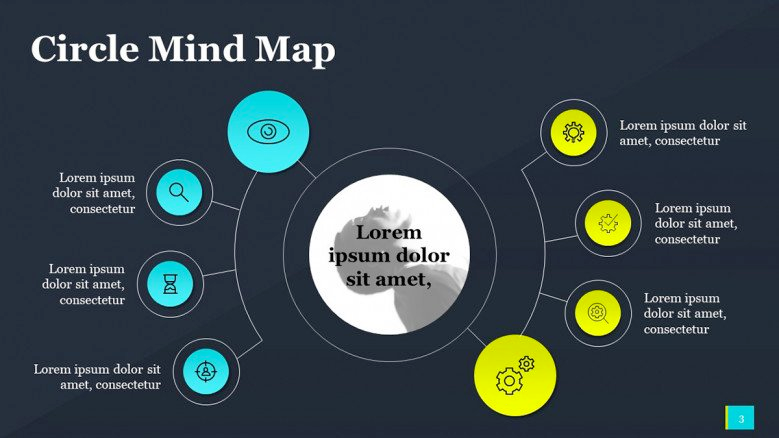 Circle Mind Map
Lorem ipsum
dolor sit amet,
consectetur
Lorem ipsum
dolor sit amet,
consectetur
Lorem ipsum dolor sit
amet, consectetur
Lorem
ipsum dolor
sit amet,
Lorem ipsum dolor sit
amet, consectetur
Lorem ipsum
dolor sit amet,
consectetur
Lorem ipsum
dolor sit amet,
consectetur
3